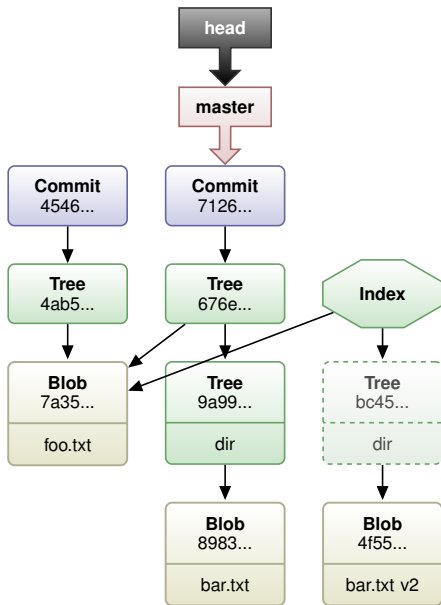 head
master
Commit
4546...
Commit
7126...
Tree
4ab5...
Tree
676e...
Index
Blob
7a35...
foo.txt
Tree
9a99...
dir
Tree
bc45...
dir
Blob
8983...
bar.txt
Blob
4f55...
bar.txt v2